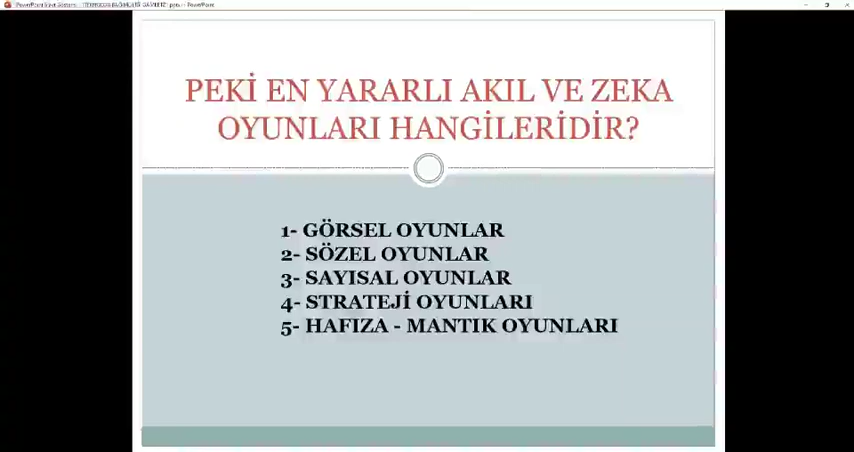 PEKİ EN YARARLI AKIL VE ZEKA
OYUNLARI HANGİLERİDİR?
1- GÖRSEL OYUNLAR
2- SÖZEL OYUNLAR
3- SAYISAL OYUNLAR
4- STRATEJİ OYUNLARI
5- HAFIZA - MANTIK OYUNLARI